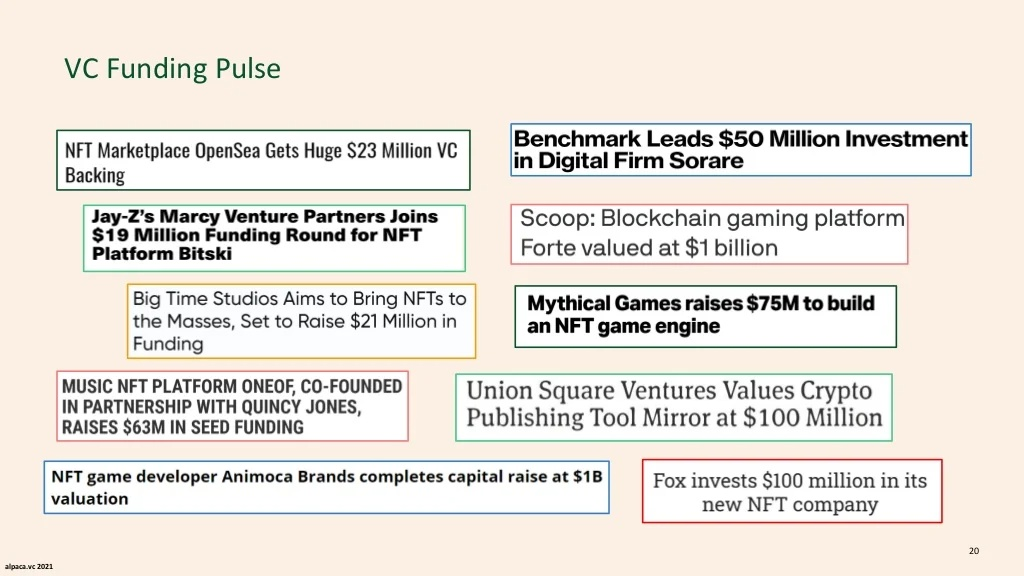 VC Funding Pulse
NFT Marketplace OpenSea Gets Huge $23 Million VC
Backing
Benchmark Leads $50 Million Investment
in Digital Firm Sorare
Jay-Z's Marcy Venture Partners Joins
$19 Million Funding Round for NFT
Platform Bitski
Scoop: Blockchain gaming platform
Forte valued at $1 billion
Big Time Studios Aims to Bring NFTs to
the Masses, Set to Raise $21 Million in
Funding
Mythical Games raises $75M to build
an NFT game engine
MUSIC NFT PLATFORM ONEOF, CO-FOUNDED
IN PARTNERSHIP WITH QUINCY JONES,
RAISES $63M IN SEED FUNDING
Union Square Ventures Values Crypto
Publishing Tool Mirror at $100 Million
NFT game developer Animoca Brands completes capital raise at $1B
valuation
Fox invests $100 million in its
new NFT company
20
alpaca.vc 2021